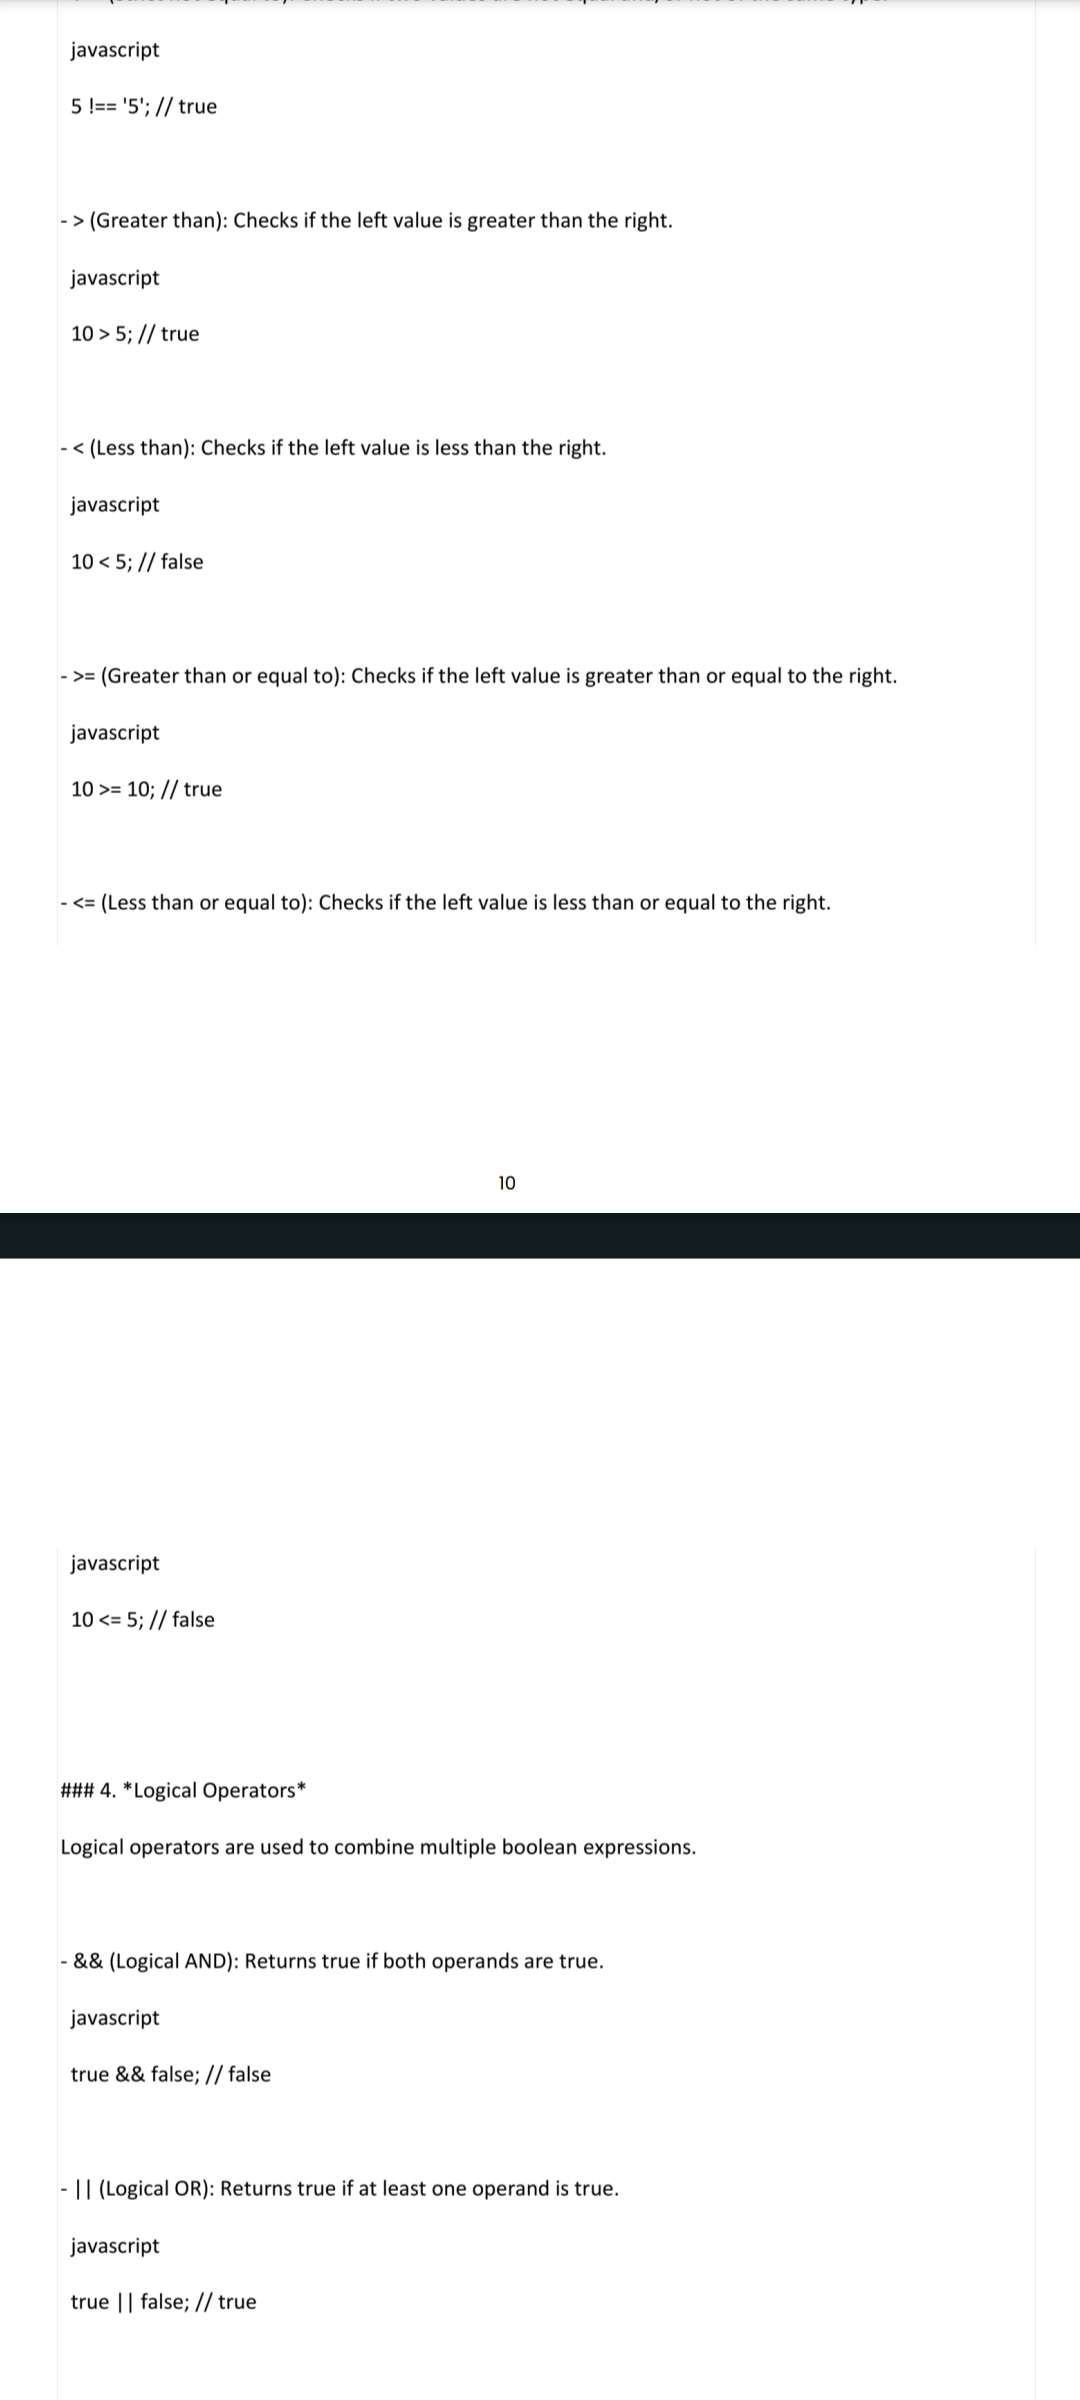 javascript
5 !== '5'; // true
- > (Greater than): Checks if the left value is greater than the right.
javascript
10 > 5; // true
- < (Less than): Checks if the left value is less than the right.
javascript
10 < 5; // false
- >= (Greater than or equal to): Checks if the left value is greater than or equal to the right.
javascript
10 >= 10; // true
- <= (Less than or equal to): Checks if the left value is less than or equal to the right.
10
javascript
10 <= 5; // false
### 4. *Logical Operators*
Logical operators are used to combine multiple boolean expressions.
- && (Logical AND): Returns true if both operands are true.
javascript
true && false; // false
- || (Logical OR): Returns true if at least one operand is true.
javascript
true || false; // true